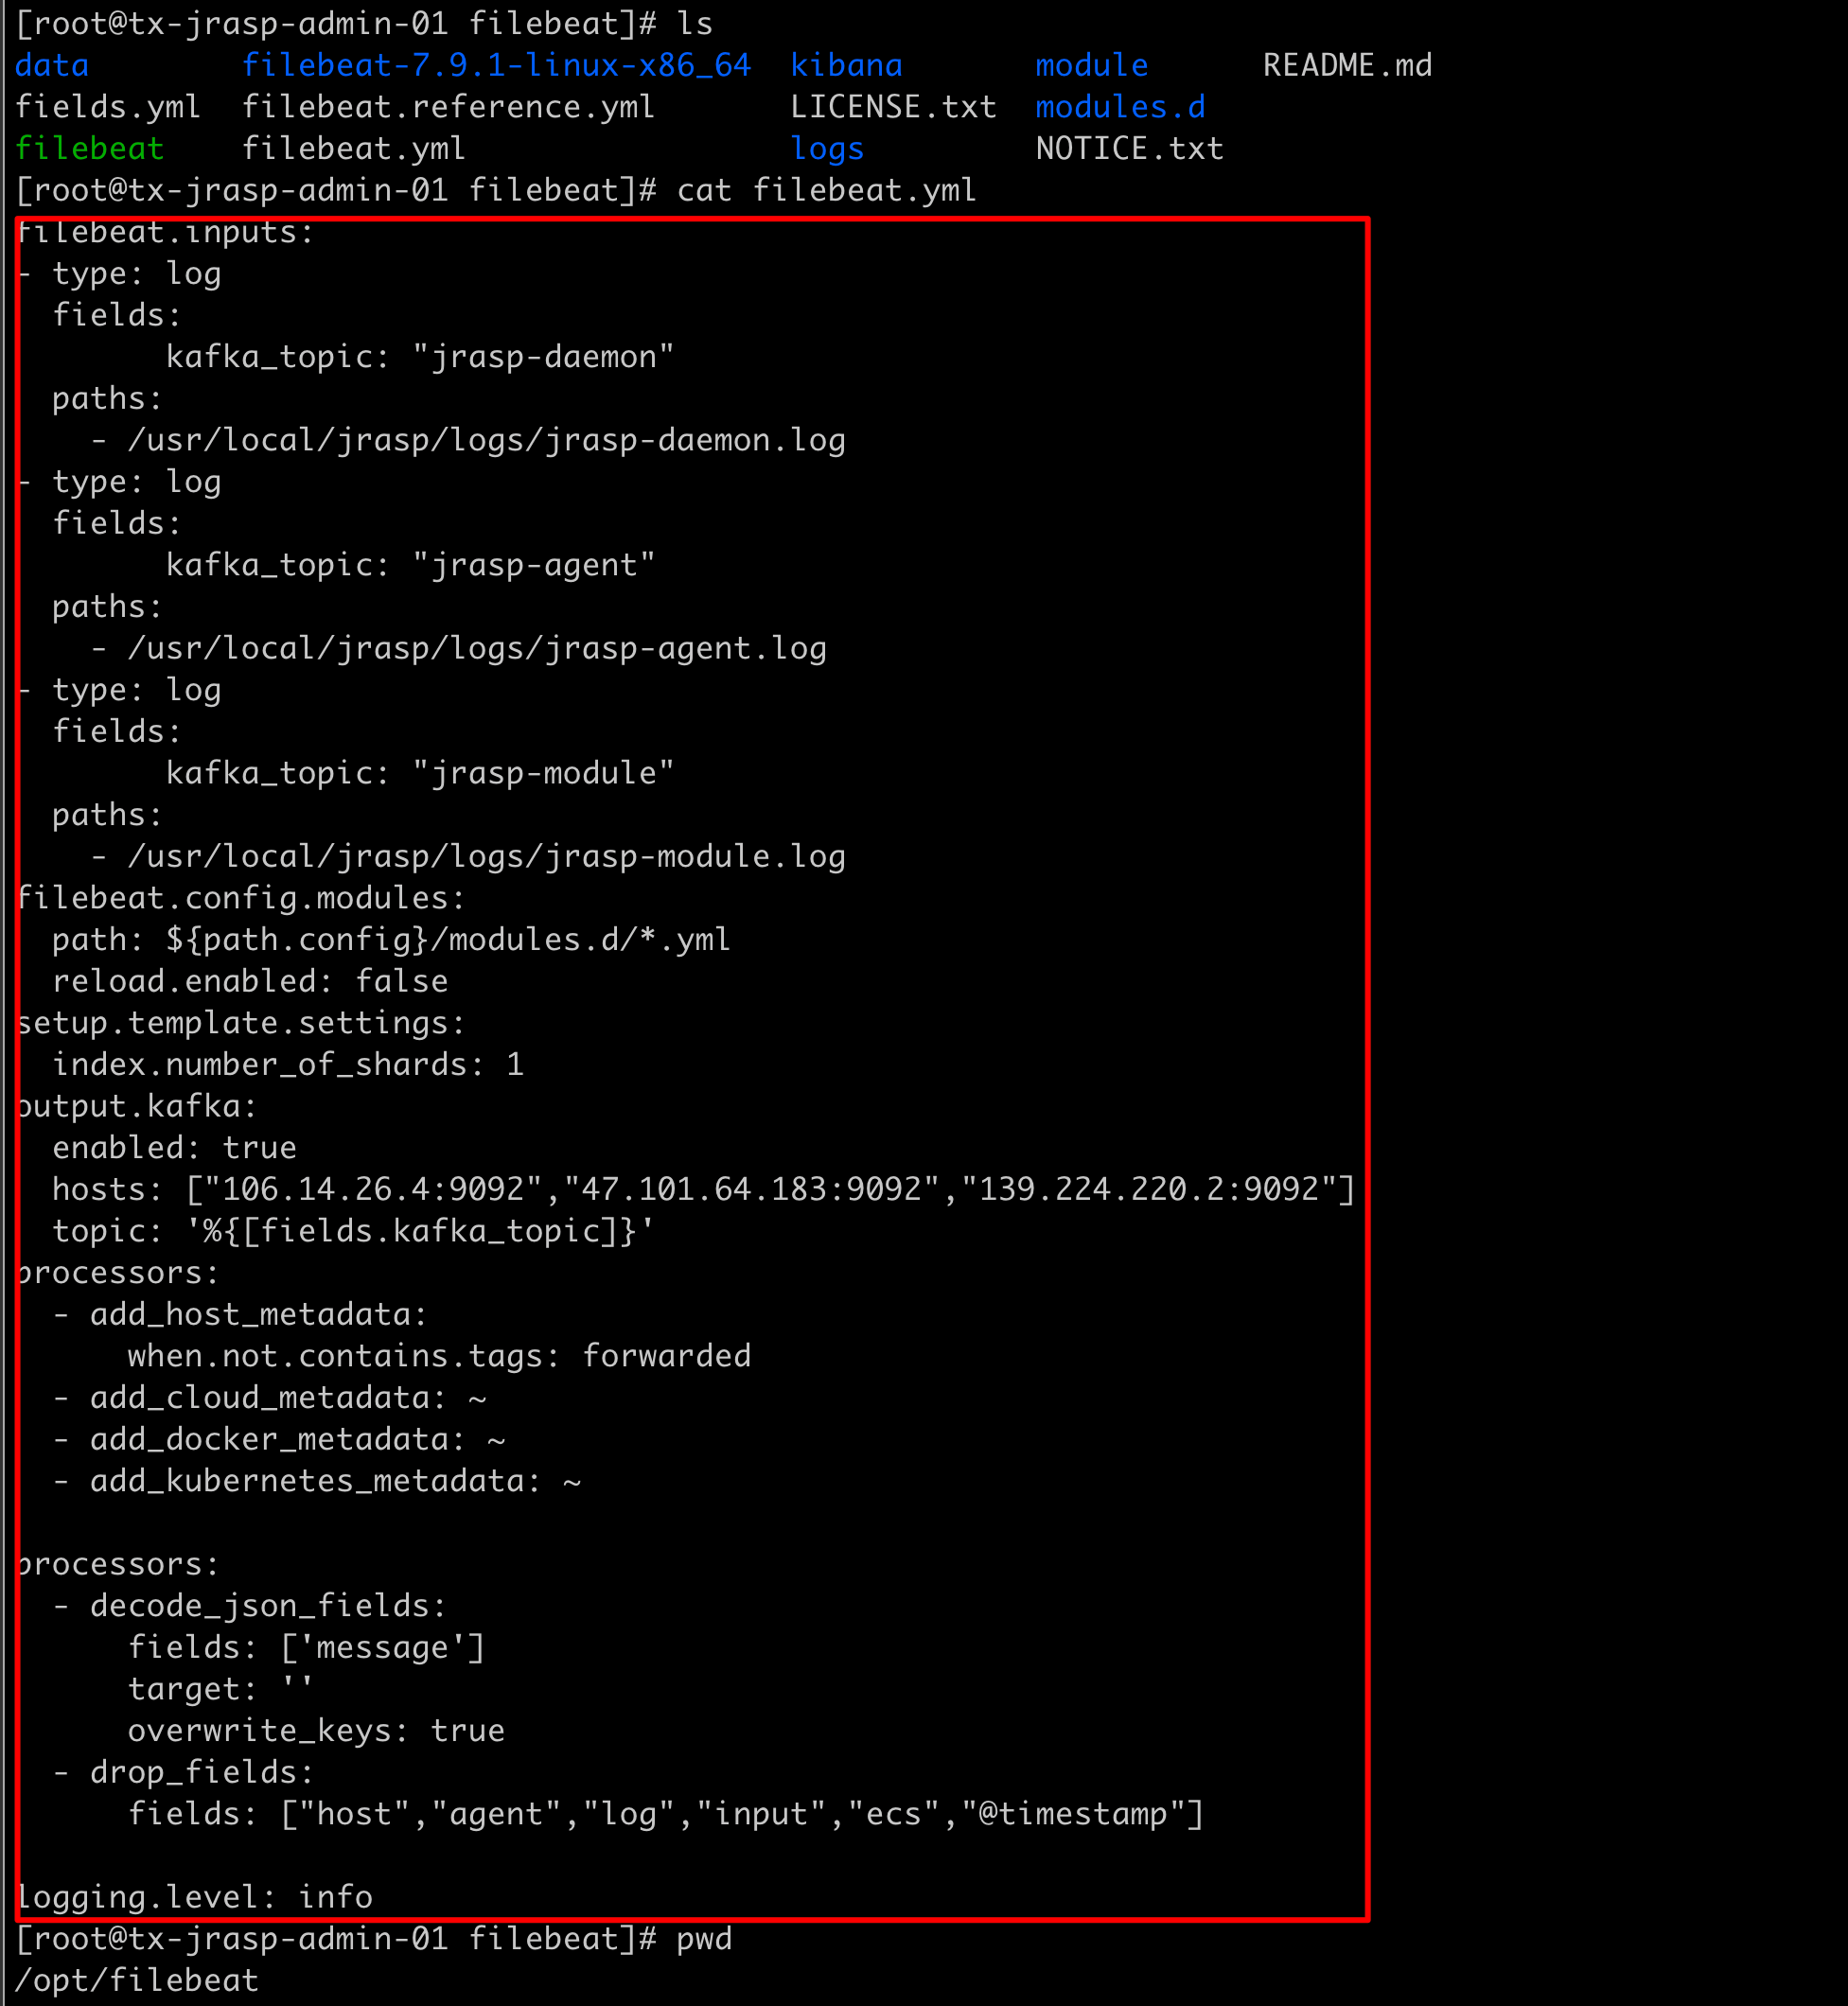 [root@tx-jrasp-admin-01 filebeat]# ls
data        filebeat-7.9.1-linux-x86_64  kibana       module     README.md
fields.yml  filebeat.reference.yml       LICENSE.txt  modules.d
filebeat    filebeat.yml                 logs         NOTICE.txt
[root@tx-jrasp-admin-01 filebeat]# cat filebeat.yml
filebeat.inputs:
- type: log
  fields:
        kafka_topic: "jrasp-daemon"
  paths:
    - /usr/local/jrasp/logs/jrasp-daemon.log
- type: log
  fields:
        kafka_topic: "jrasp-agent"
  paths:
    - /usr/local/jrasp/logs/jrasp-agent.log
- type: log
  fields:
        kafka_topic: "jrasp-module"
  paths:
    - /usr/local/jrasp/logs/jrasp-module.log
filebeat.config.modules:
  path: ${path.config}/modules.d/*.yml
  reload.enabled: false
setup.template.settings:
  index.number_of_shards: 1
output.kafka:
  enabled: true
  hosts: ["106.14.26.4:9092","47.101.64.183:9092","139.224.220.2:9092"]
  topic: '%{[fields.kafka_topic]}'
processors:
  - add_host_metadata:
      when.not.contains.tags: forwarded
  - add_cloud_metadata: ~
  - add_docker_metadata: ~
  - add_kubernetes_metadata: ~

processors:
  - decode_json_fields:
      fields: ['message']
      target: ''
      overwrite_keys: true
  - drop_fields:
      fields: ["host","agent","log","input","ecs","@timestamp"]

logging.level: info
[root@tx-jrasp-admin-01 filebeat]# pwd
/opt/filebeat